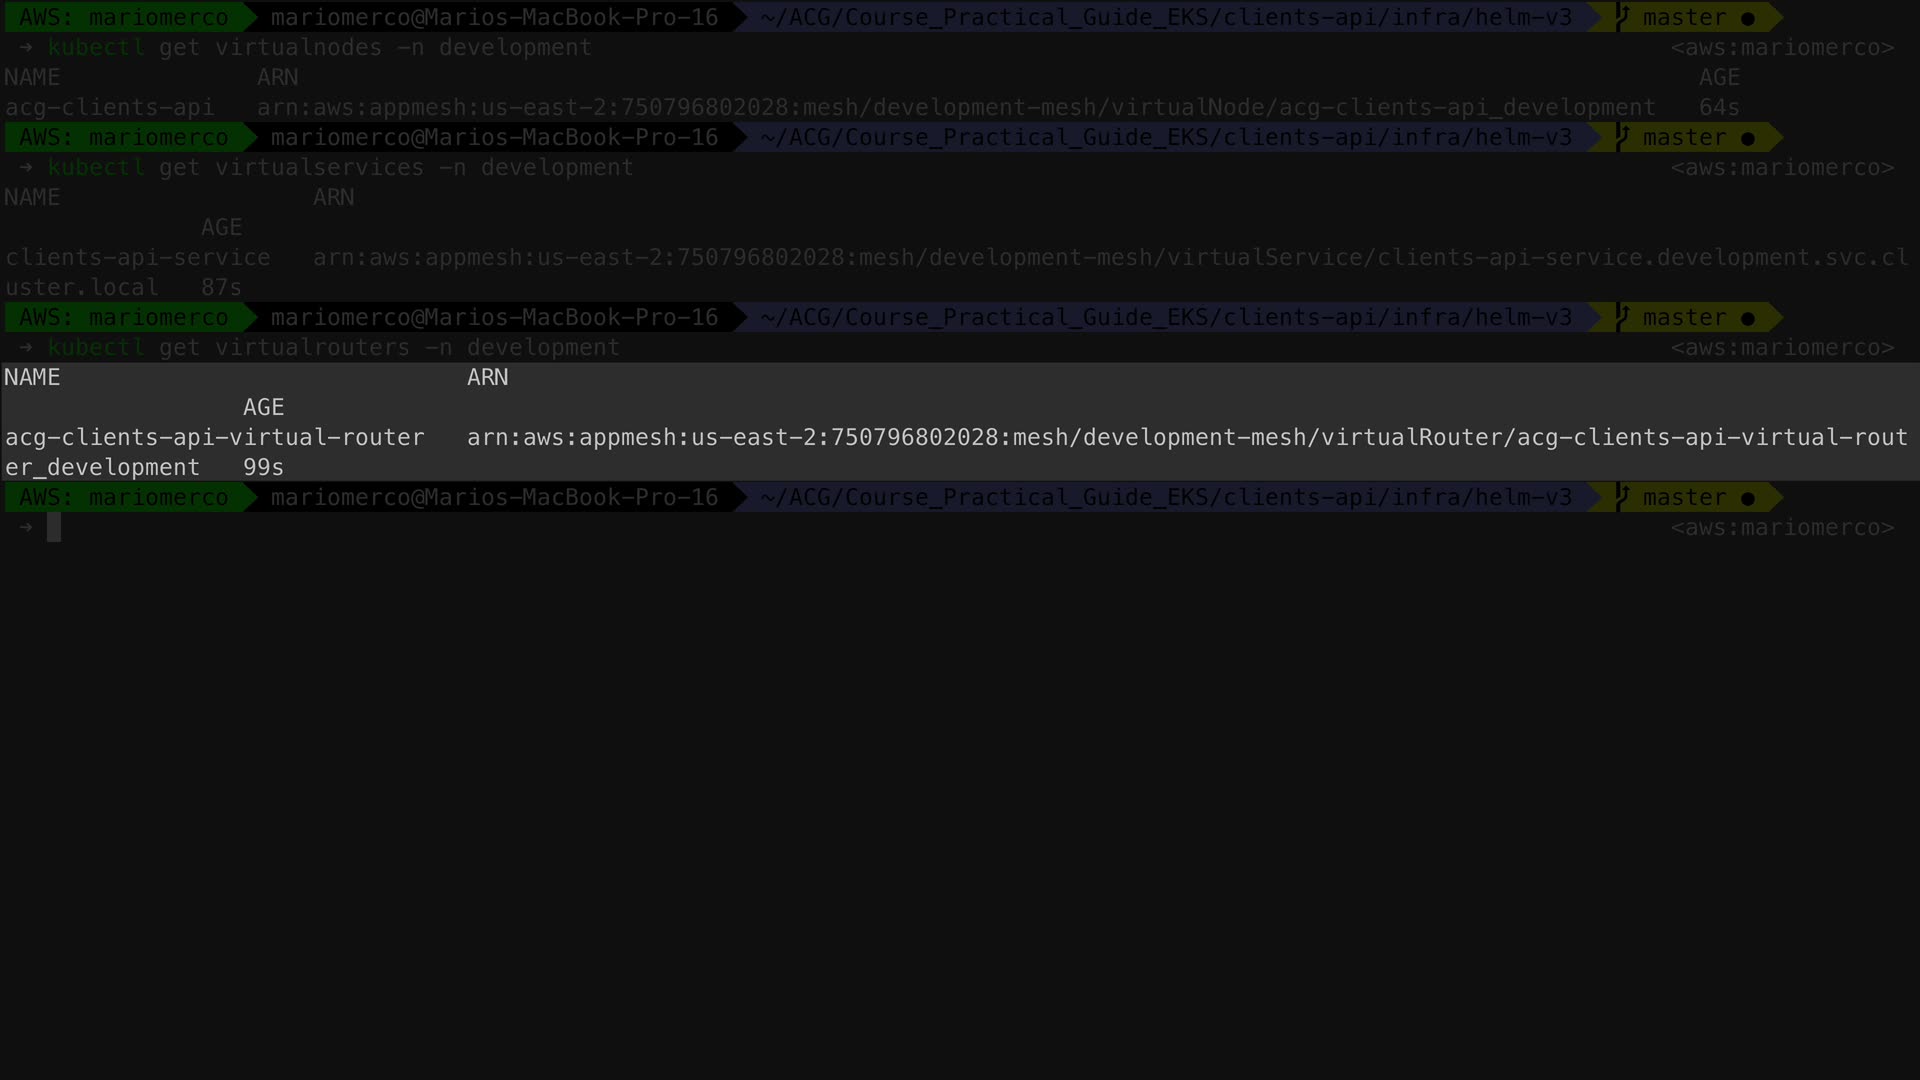 AWS: mariomerco mariomerco@Marios-MacBook-Pro-16 ~/ACG/Course_Practical_Guide_EKS/clients-api/infra/helm-v3 master ●
→ kubectl get virtualnodes -n development <aws:mariomerco>
NAME ARN AGE
acg-clients-api arn:aws:appmesh:us-east-2:750796802028:mesh/development-mesh/virtualNode/acg-clients-api_development 64s
AWS: mariomerco mariomerco@Marios-MacBook-Pro-16 ~/ACG/Course_Practical_Guide_EKS/clients-api/infra/helm-v3 master ●
→ kubectl get virtualservices -n development <aws:mariomerco>
NAME ARN
AGE
clients-api-service arn:aws:appmesh:us-east-2:750796802028:mesh/development-mesh/virtualService/clients-api-service.development.svc.cl
uster.local 87s
AWS: mariomerco mariomerco@Marios-MacBook-Pro-16 ~/ACG/Course_Practical_Guide_EKS/clients-api/infra/helm-v3 master ●
→ kubectl get virtualrouters -n development <aws:mariomerco>
NAME ARN
AGE
acg-clients-api-virtual-router arn:aws:appmesh:us-east-2:750796802028:mesh/development-mesh/virtualRouter/acg-clients-api-virtual-rout
er_development 99s
AWS: mariomerco mariomerco@Marios-MacBook-Pro-16 ~/ACG/Course_Practical_Guide_EKS/clients-api/infra/helm-v3 master ●
→ <aws:mariomerco>